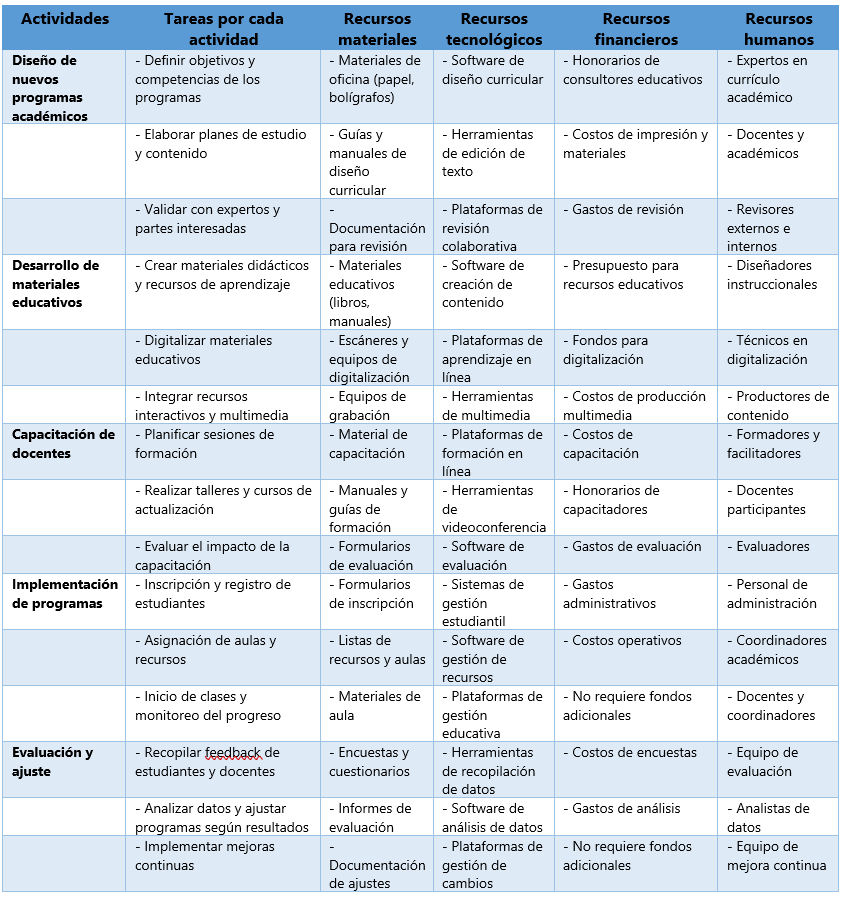 Actividades
Tareas por cada
actividad
Recursos
materiales
Recursos
tecnológicos
Recursos
financieros
Recursos
humanos
Diseño de
nuevos
programas
académicos
- Definir objetivos y
competencias de los
programas
- Materiales de
oficina (papel,
bolígrafos)
- Software de
diseño curricular
- Honorarios de
consultores educativos
- Expertos en
currículo
académico
- Elaborar planes de estudio
y contenido
- Guías y
manuales de
diseño
curricular
- Herramientas
de edición de
texto
- Costos de impresión y
materiales
- Docentes y
académicos
- Validar con expertos y
partes interesadas
-
Documentación
para revisión
- Plataformas de
revisión
colaborativa
- Gastos de revisión
- Revisores
externos e
internos
Desarrollo de
materiales
educativos
- Crear materiales didácticos
y recursos de aprendizaje
- Materiales
educativos
(libros,
manuales)
- Software de
creación de
contenido
- Presupuesto para
recursos educativos
- Diseñadores
instruccionales
- Digitalizar materiales
educativos
- Escáneres y
equipos de
digitalización
- Plataformas de
aprendizaje en
línea
- Fondos para
digitalización
- Técnicos en
digitalización
- Integrar recursos
interactivos y multimedia
- Equipos de
grabación
- Herramientas
de multimedia
- Costos de producción
multimedia
- Productores de
contenido
Capacitación de
docentes
- Planificar sesiones de
formación
- Material de
capacitación
- Plataformas de
formación en
línea
- Costos de
capacitación
- Formadores y
facilitadores
- Realizar talleres y cursos de
actualización
- Manuales y
guías de
formación
- Herramientas
de
videoconferencia
- Honorarios de
capacitadores
- Docentes
participantes
- Evaluar el impacto de la
capacitación
- Formularios
de evaluación
- Software de
evaluación
- Gastos de evaluación
- Evaluadores
Implementación
de programas
- Inscripción y registro de
estudiantes
- Formularios
de inscripción
- Sistemas de
gestión
estudiantil
- Gastos
administrativos
- Personal de
administración
- Asignación de aulas y
recursos
- Listas de
recursos y aulas
- Software de
gestión de
recursos
- Costos operativos
- Coordinadores
académicos
- Inicio de clases y
monitoreo del progreso
- Materiales de
aula
- Plataformas de
gestión
educativa
- No requiere fondos
adicionales
- Docentes y
coordinadores
Evaluación y
ajuste
- Recopilar feedback de
estudiantes y docentes
- Encuestas y
cuestionarios
- Herramientas
de recopilación
de datos
- Costos de encuestas
- Equipo de
evaluación
- Analizar datos y ajustar
programas según resultados
- Informes de
evaluación
- Software de
análisis de datos
- Gastos de análisis
- Analistas de
datos
- Implementar mejoras
continuas
-
Documentación
de ajustes
- Plataformas de
gestión de
cambios
- No requiere fondos
adicionales
- Equipo de
mejora continua